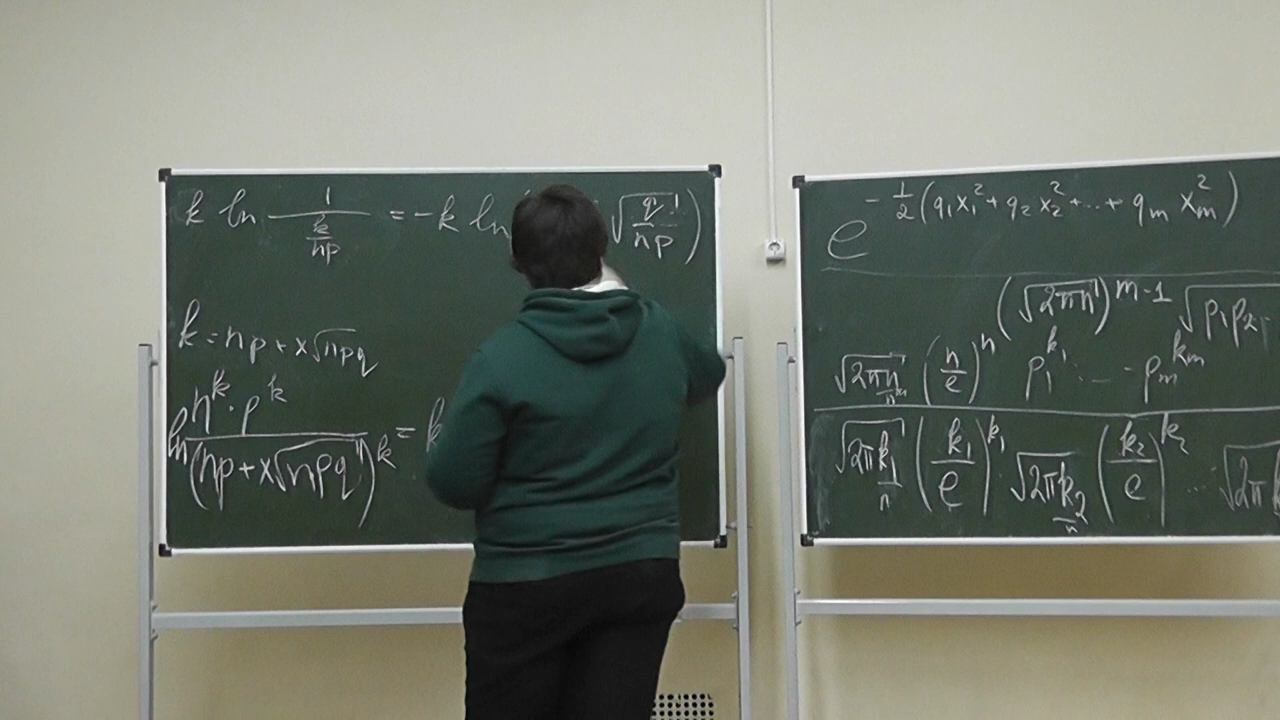 k ln 1/(k/np) = -k ln √(q/np))
k = np + x√npq
ln n^k · p^k / (np + x√npq)^k = k
e^(-1/2 (q₁x₁² + q₂x₂² + ... + q_m x_m²))
(√2πn)^(m-1) √p₁p₂
√2πn/n^m (n/e)^n p₁^k₁ ... p_m^k_m
√2πk₁/n (k₁/e)^k₁ √2πk₂/n (k₂/e)^k₂ ... √2π